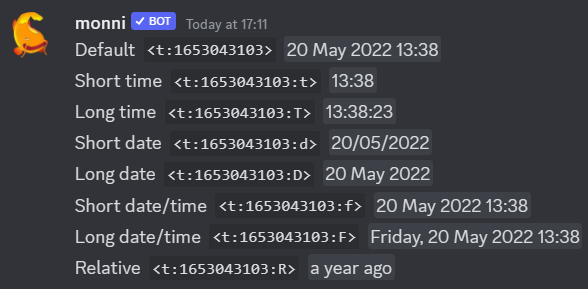 monni ✓ BOT Today at 17:11
Default <t:1653043103> 20 May 2022 13:38
Short time <t:1653043103:t> 13:38
Long time <t:1653043103:T> 13:38:23
Short date <t:1653043103:d> 20/05/2022
Long date <t:1653043103:D> 20 May 2022
Short date/time <t:1653043103:f> 20 May 2022 13:38
Long date/time <t:1653043103:F> Friday, 20 May 2022 13:38
Relative <t:1653043103:R> a year ago